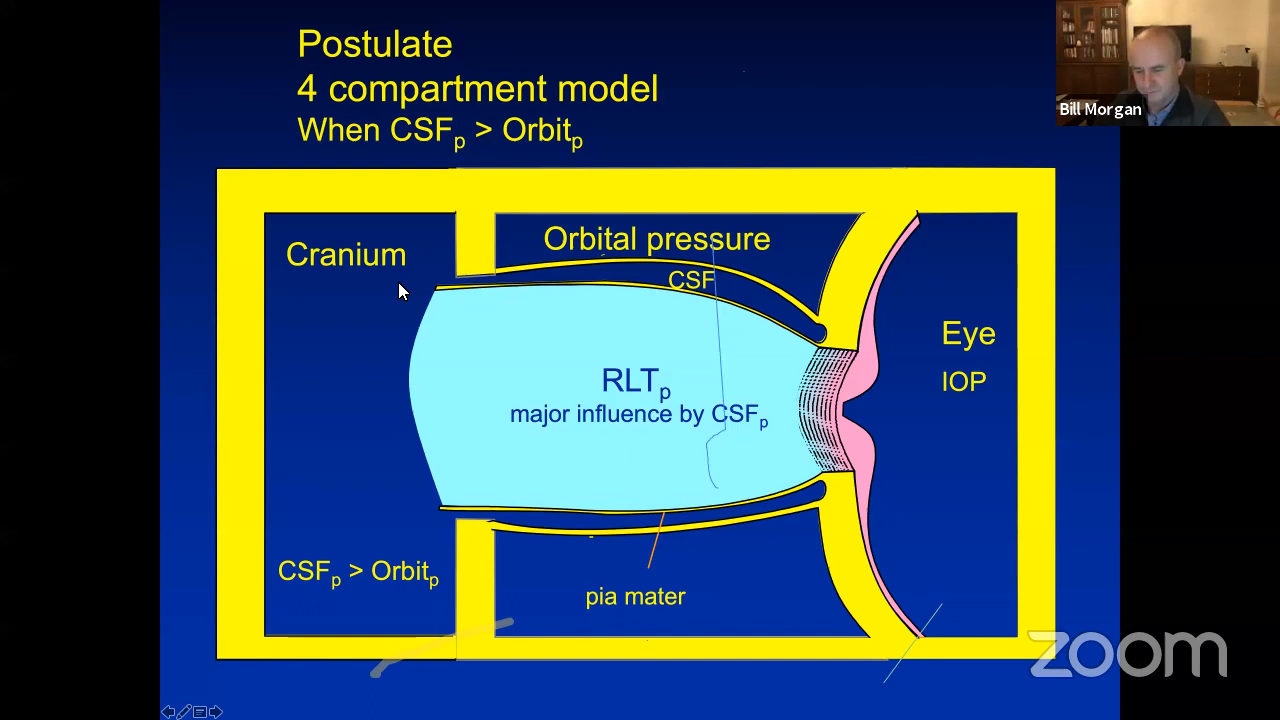 Postulate
4 compartment model
When CSFp > Orbitp
Bill Morgan
Cranium
Orbital pressure
CSF
Eye
IOP
RLTp
major influence by CSFp
CSFp > Orbitp
pia mater
zoom